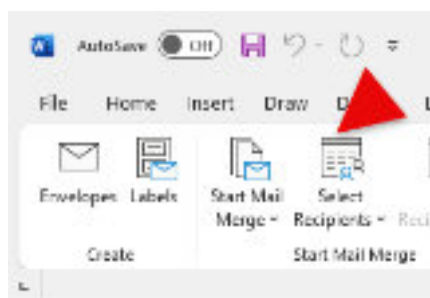 AutoSave Off
File Home Insert Draw
Envelopes Labels Start Mail Merge Select Recipients
Create Start Mail Merge